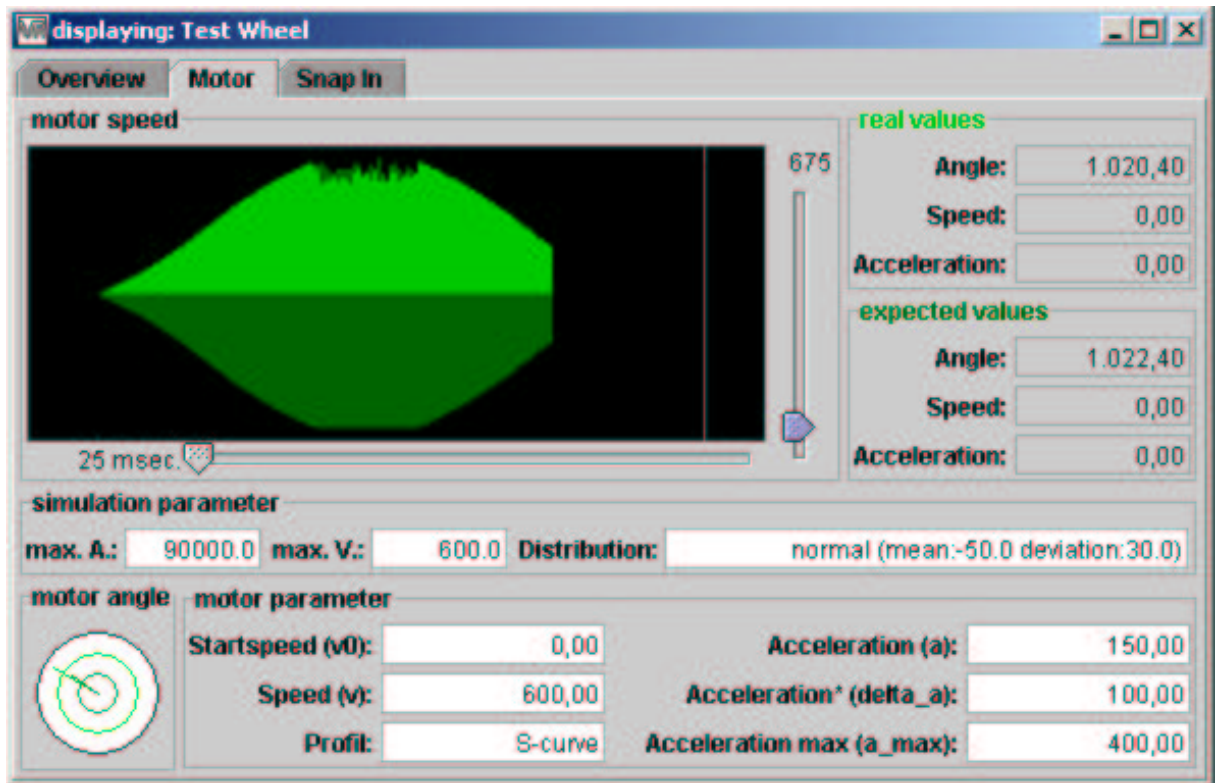 displaying: Test Wheel
Overview Motor Snap In
motor speed
675
25 msec.
real values
Angle: 1.020,40
Speed: 0,00
Acceleration: 0,00
expected values
Angle: 1.022,40
Speed: 0,00
Acceleration: 0,00
simulation parameter
max. A.: 90000.0 max. V.: 600.0 Distribution: normal (mean:-50.0 deviation:30.0)
motor angle
motor parameter
Startspeed (v0): 0,00 Acceleration (a): 150,00
Speed (v): 600,00 Acceleration* (delta_a): 100,00
Profil: S-curve Acceleration max (a_max): 400,00